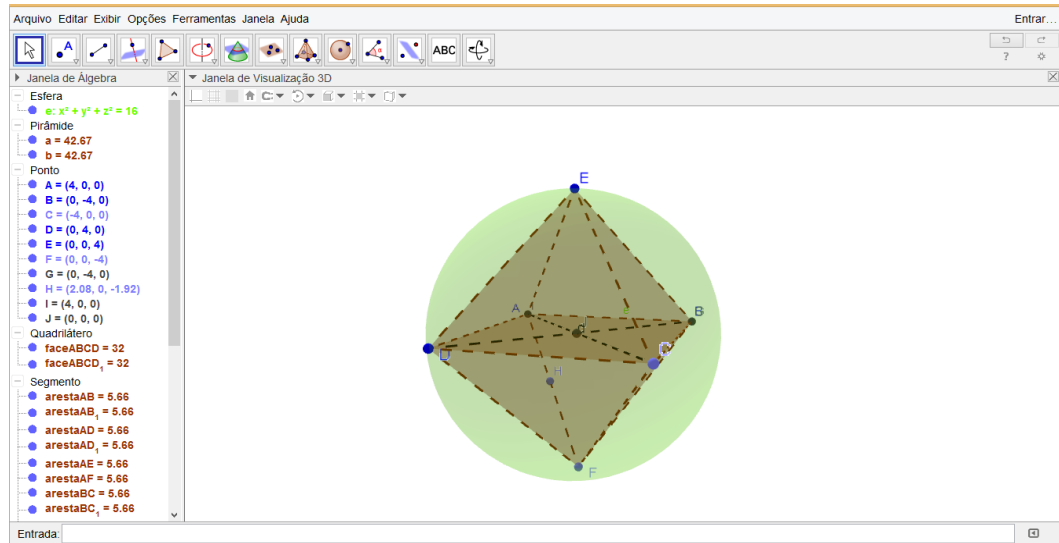 Arquivo Editar Exibir Opções Ferramentas Janela Ajuda Entrar...
A ABC
Janela de Álgebra
Janela de Visualização 3D
Esfera
e: x² + y² + z² = 16
Pirâmide
a = 42.67
b = 42.67
Ponto
A = (4, 0, 0)
B = (0, -4, 0)
C = (-4, 0, 0)
D = (0, 4, 0)
E = (0, 0, 4)
F = (0, 0, -4)
G = (0, -4, 0)
H = (2.08, 0, -1.92)
I = (4, 0, 0)
J = (0, 0, 0)
Quadrilátero
faceABCD = 32
faceABCD₁ = 32
Segmento
arestaAB = 5.66
arestaAB₁ = 5.66
arestaAD = 5.66
arestaAD₁ = 5.66
arestaAE = 5.66
arestaAF = 5.66
arestaBC = 5.66
arestaBC₁ = 5.66
E
A
e
B
D
C
H
F
Entrada: